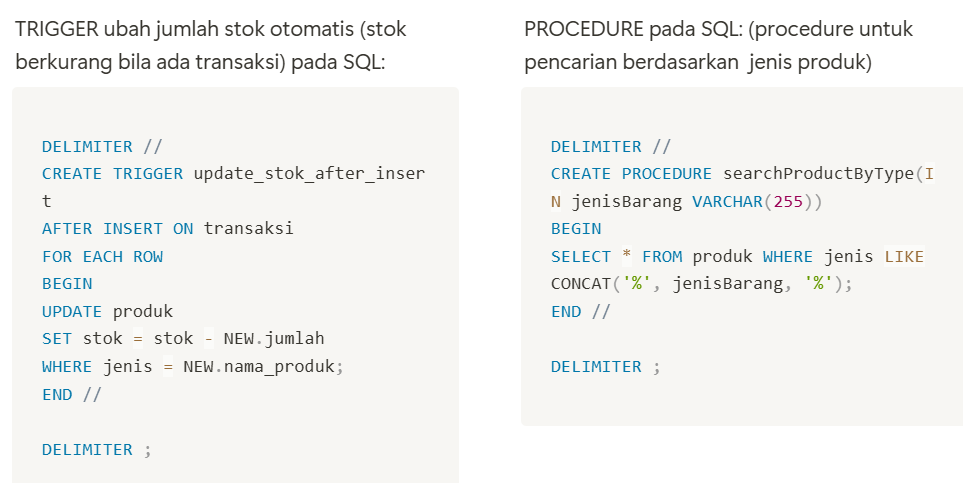 TRIGGER ubah jumlah stok otomatis (stok
berkurang bila ada transaksi) pada SQL:
DELIMITER //
CREATE TRIGGER update_stok_after_inser
t
AFTER INSERT ON transaksi
FOR EACH ROW
BEGIN
UPDATE produk
SET stok = stok - NEW.jumlah
WHERE jenis = NEW.nama_produk;
END //
DELIMITER ;
PROCEDURE pada SQL: (procedure untuk
pencarian berdasarkan jenis produk)
DELIMITER //
CREATE PROCEDURE searchProductByType(I
N jenisBarang VARCHAR(255))
BEGIN
SELECT * FROM produk WHERE jenis LIKE
CONCAT('%', jenisBarang, '%');
END //
DELIMITER ;